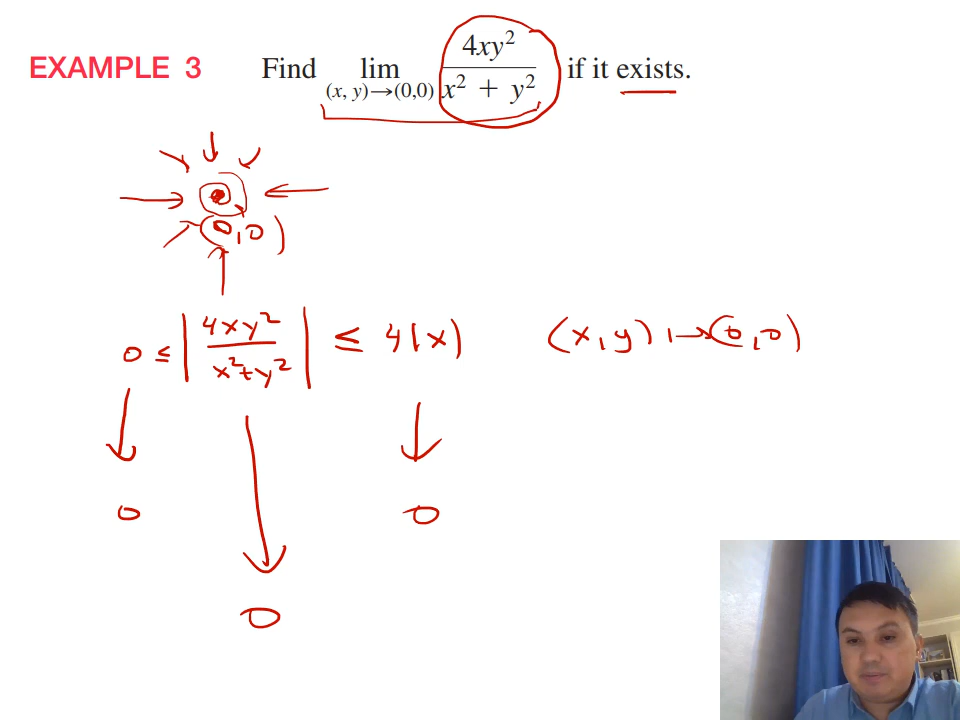 EXAMPLE 3 Find lim (x, y)→(0,0) 4xy² / x² + y² if it exists.
(0,0)
0 ≤ |4xy² / x²+y²| ≤ 4|x| (x,y) → (0,0)
0 0
0